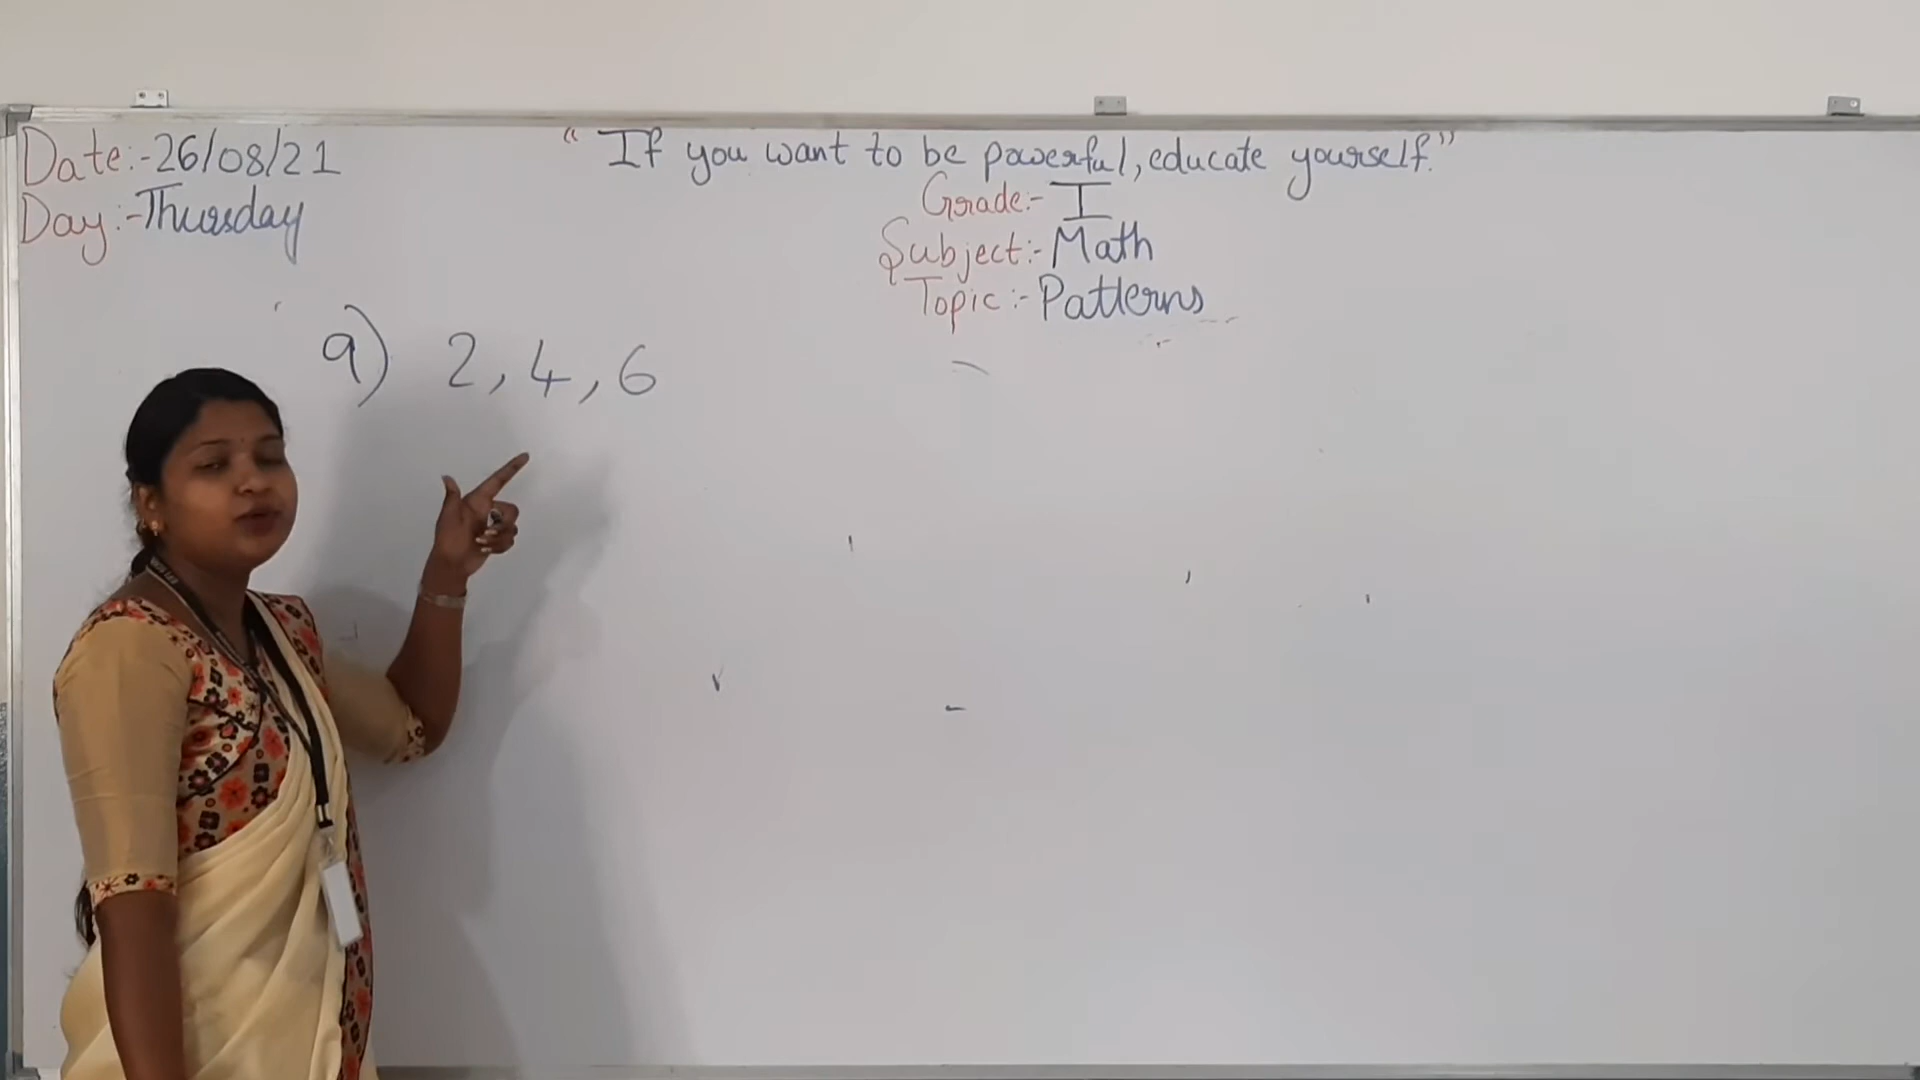 Date:-26/08/21
Day:-Thursday
"If you want to be powerful, educate yourself."
Grade:- I
Subject:- Math
Topic:- Patterns
a) 2, 4, 6